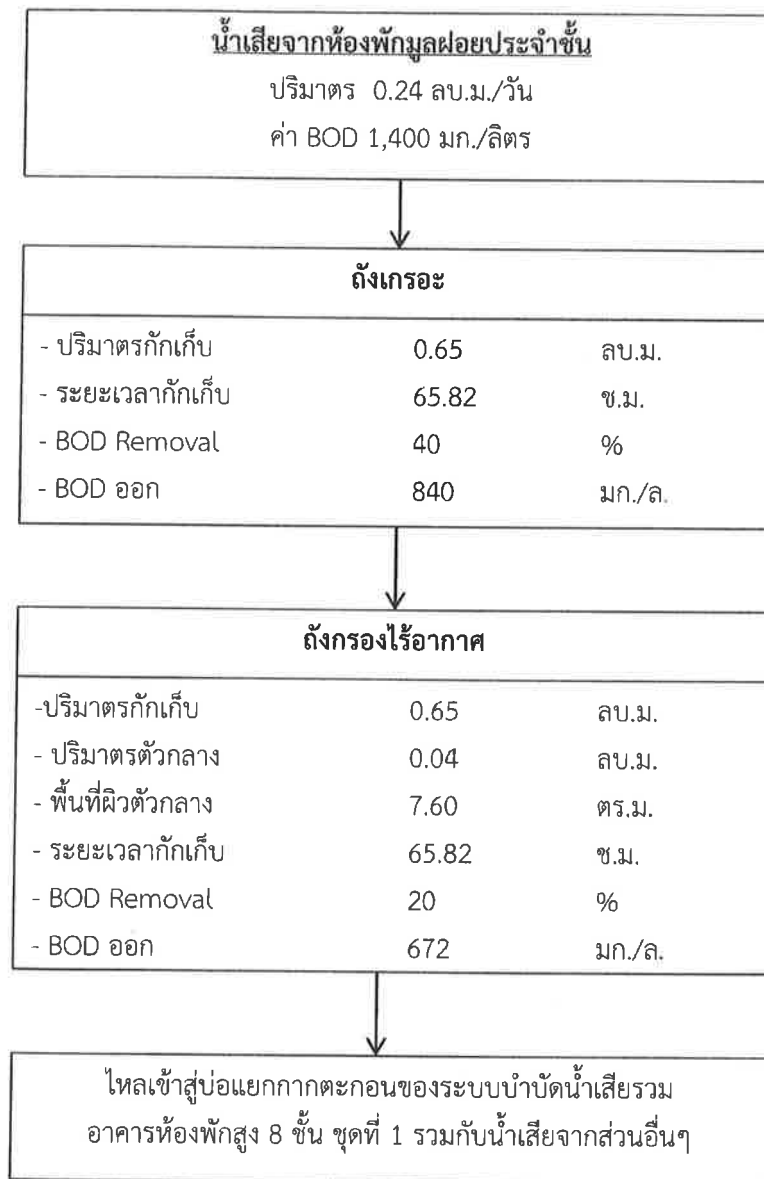 น้ำเสียจากห้องพักมูลฝอยประจำชั้น
ปริมาตร 0.24 ลบ.ม./วัน
ค่า BOD 1,400 มก./ลิตร
ถังเกรอะ
- ปริมาตรกักเก็บ 0.65 ลบ.ม.
- ระยะเวลากักเก็บ 65.82 ช.ม.
- BOD Removal 40 %
- BOD ออก 840 มก./ล.
ถังกรองไร้อากาศ
-ปริมาตรกักเก็บ 0.65 ลบ.ม.
- ปริมาตรตัวกลาง 0.04 ลบ.ม.
- พื้นที่ผิวตัวกลาง 7.60 ตร.ม.
- ระยะเวลากักเก็บ 65.82 ช.ม.
- BOD Removal 20 %
- BOD ออก 672 มก./ล.
ไหลเข้าสู่บ่อแยกกากตะกอนของระบบบำบัดน้ำเสียรวม
อาคารห้องพักสูง 8 ชั้น ชุดที่ 1 รวมกับน้ำเสียจากส่วนอื่นๆ